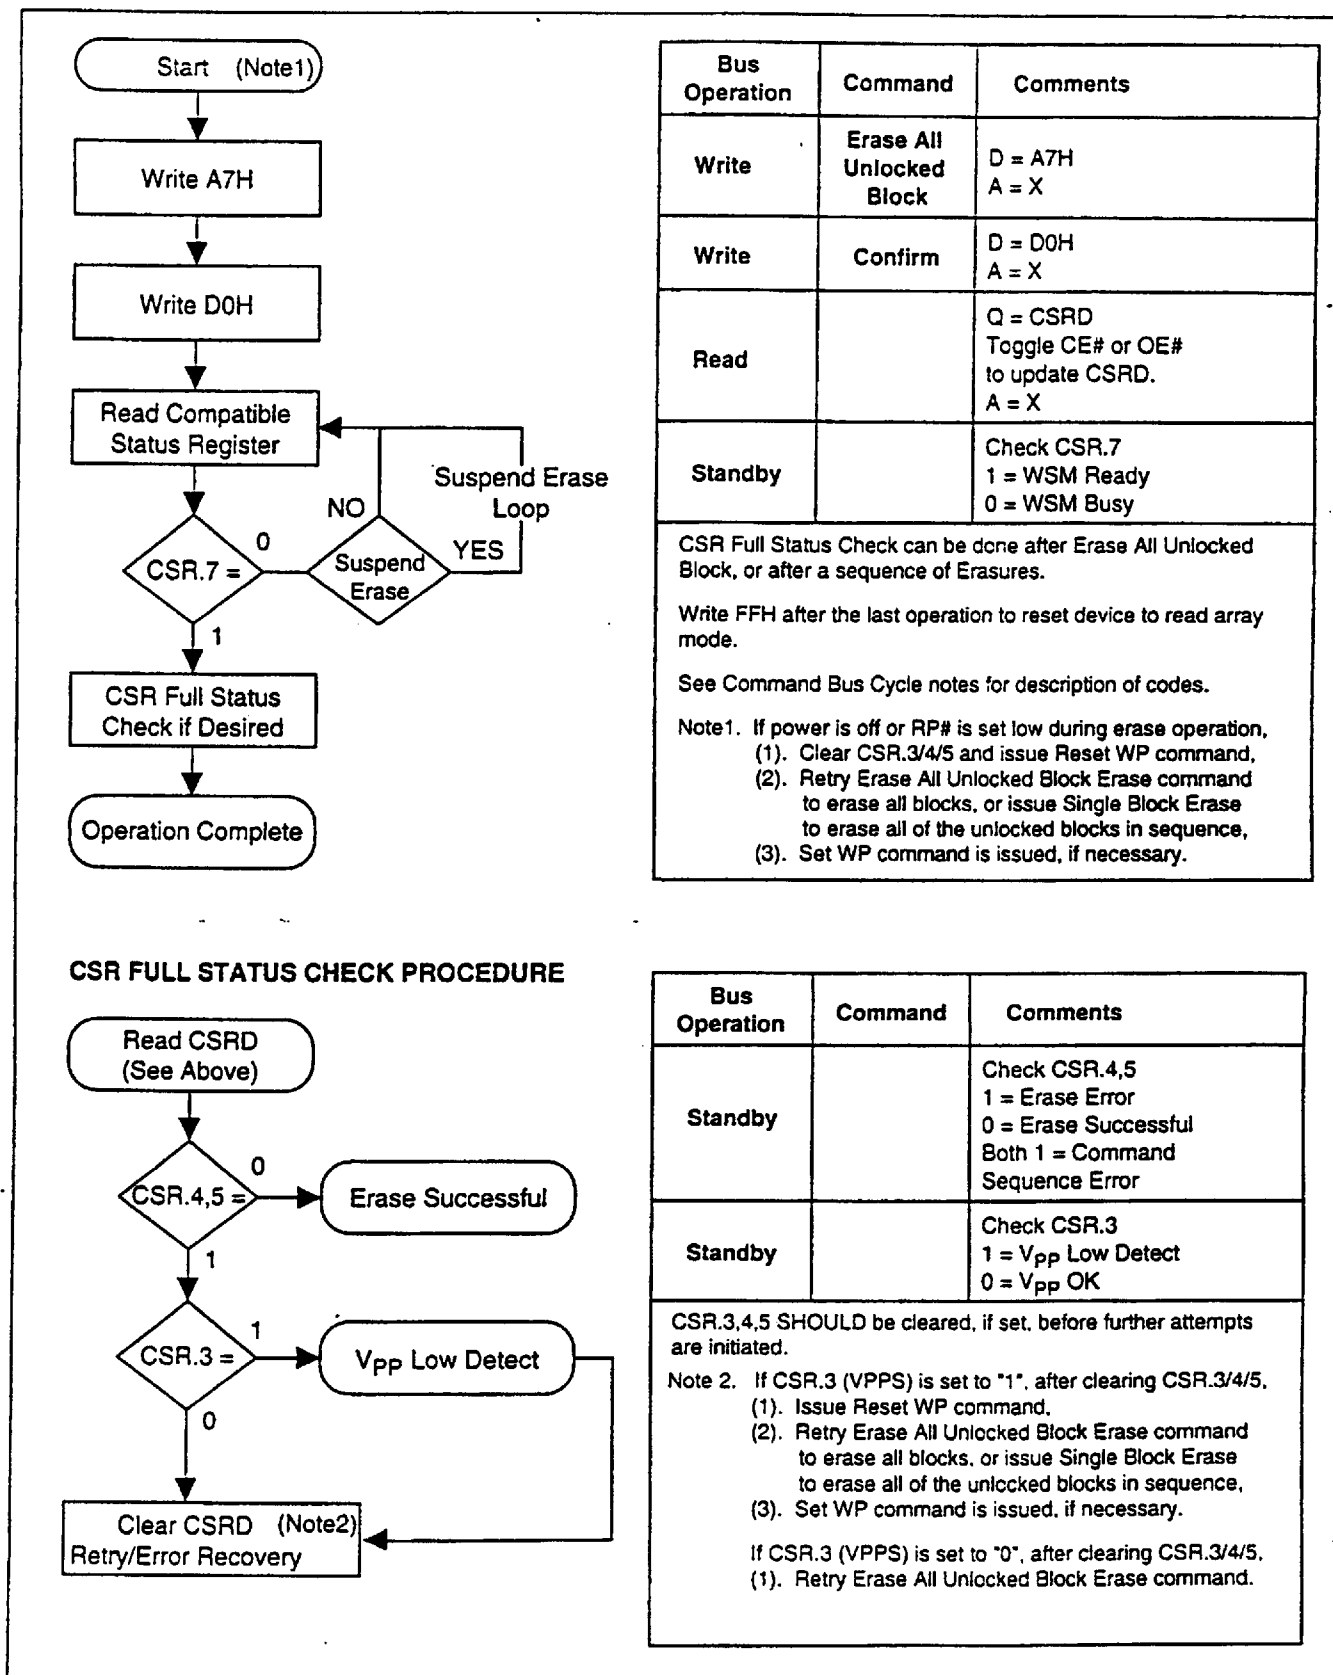 Start (Note1)
Write A7H
Write D0H
Read Compatible
Status Register
Suspend Erase
Loop
NO
0
YES
CSR.7 =
Suspend
Erase
1
CSR Full Status
Check if Desired
Operation Complete
Bus
Operation
Command
Comments
Write
Erase All
Unlocked
Block
D = A7H
A = X
Write
Confirm
D = D0H
A = X
Read
Q = CSRD
Toggle CE# or OE#
to update CSRD.
A = X
Standby
Check CSR.7
1 = WSM Ready
0 = WSM Busy
CSR Full Status Check can be done after Erase All Unlocked
Block, or after a sequence of Erasures.
Write FFH after the last operation to reset device to read array
mode.
See Command Bus Cycle notes for description of codes.
Note1. If power is off or RP# is set low during erase operation,
(1). Clear CSR.3/4/5 and issue Reset WP command,
(2). Retry Erase All Unlocked Block Erase command
to erase all blocks, or issue Single Block Erase
to erase all of the unlocked blocks in sequence,
(3). Set WP command is issued, if necessary.
CSR FULL STATUS CHECK PROCEDURE
Read CSRD
(See Above)
0
CSR.4,5 =
Erase Successful
1
1
CSR.3 =
VPP Low Detect
0
Clear CSRD (Note2)
Retry/Error Recovery
Bus
Operation
Command
Comments
Standby
Check CSR.4,5
1 = Erase Error
0 = Erase Successful
Both 1 = Command
Sequence Error
Standby
Check CSR.3
1 = VPP Low Detect
0 = VPP OK
CSR.3,4,5 SHOULD be cleared, if set, before further attempts
are initiated.
Note 2. If CSR.3 (VPPS) is set to "1", after clearing CSR.3/4/5,
(1). Issue Reset WP command,
(2). Retry Erase All Unlocked Block Erase command
to erase all blocks, or issue Single Block Erase
to erase all of the unlocked blocks in sequence,
(3). Set WP command is issued, if necessary.
If CSR.3 (VPPS) is set to "0", after clearing CSR.3/4/5,
(1). Retry Erase All Unlocked Block Erase command.